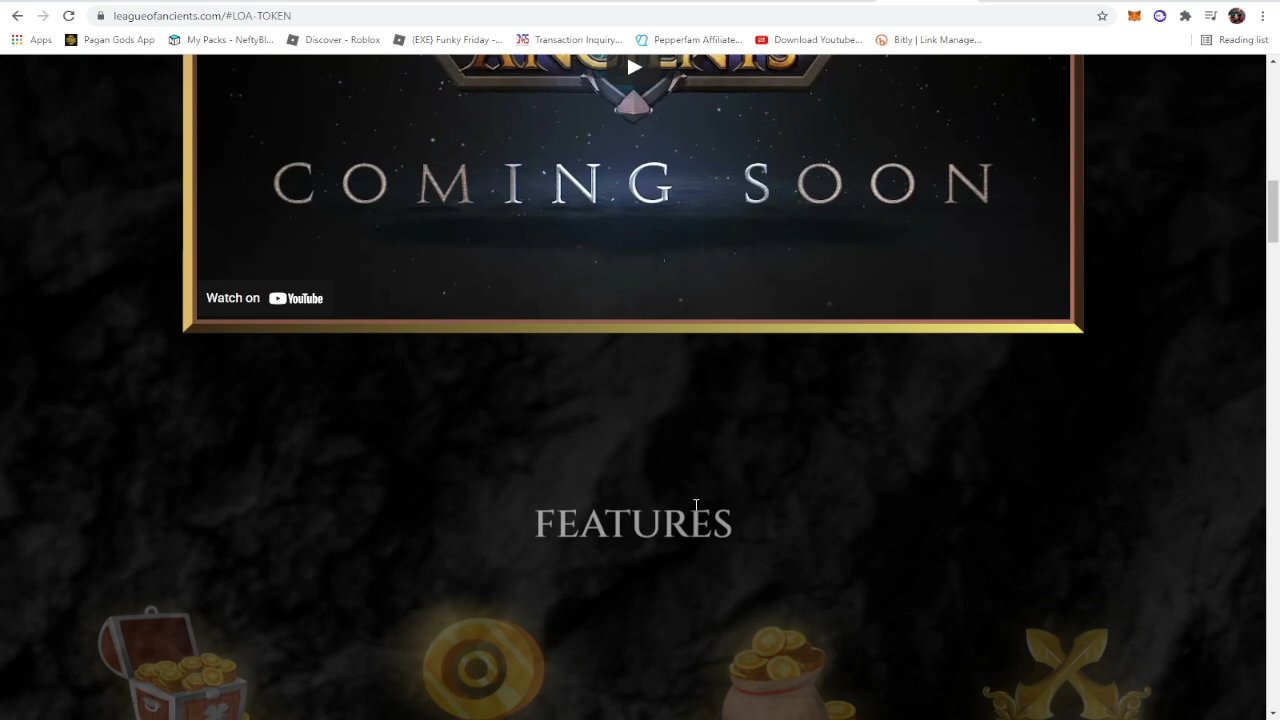 leagueofancients.com/#LOA-TOKEN
Apps
Pagan Gods App
My Packs - NeftyBl...
Discover - Roblox
{EXE} Funky Friday -...
Transaction Inquiry...
Pepperfam Affiliate...
Download Youtube...
Bitly | Link Manage...
Reading list
ANCIENTS
COMING SOON
Watch on YouTube
FEATURES